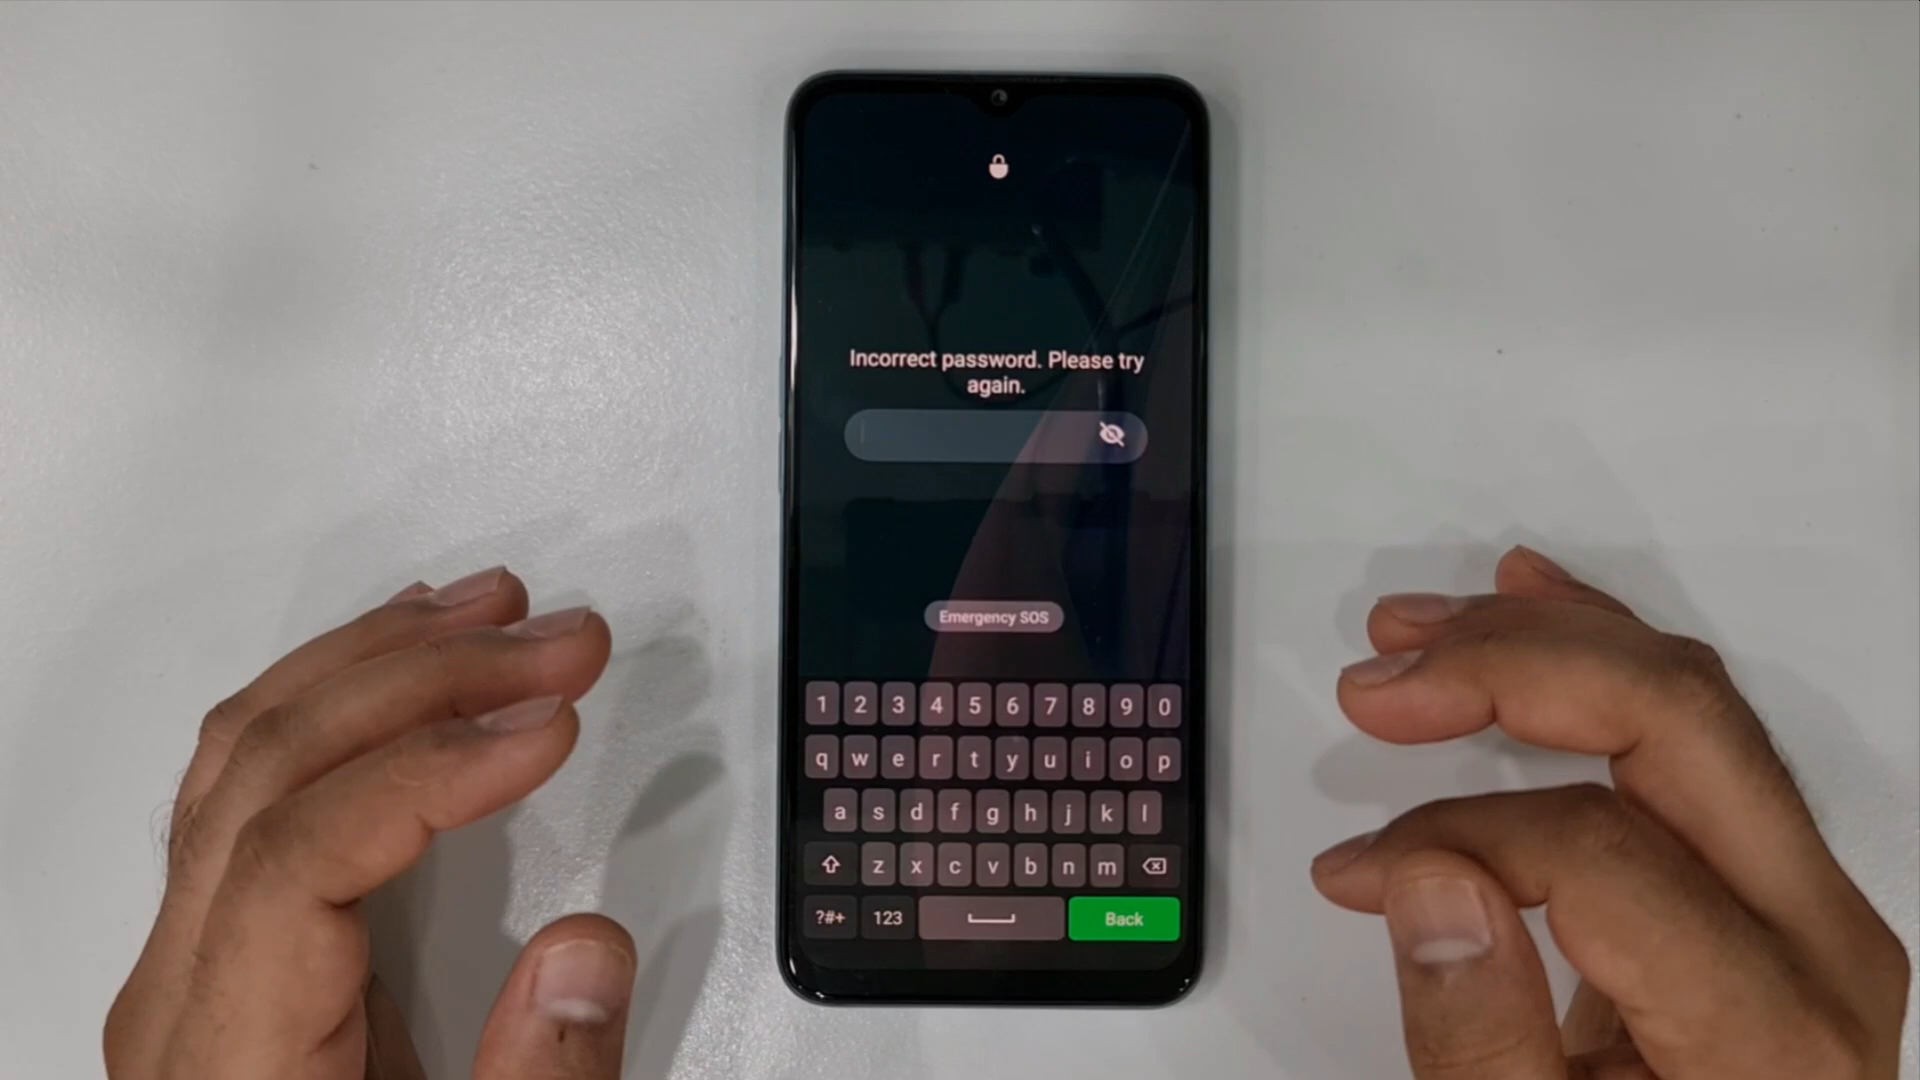 Incorrect password. Please try
again.
Emergency SOS
1 2 3 4 5 6 7 8 9 0
q w e r t y u i o p
a s d f g h j k l
z x c v b n m
?#+ 123 Back